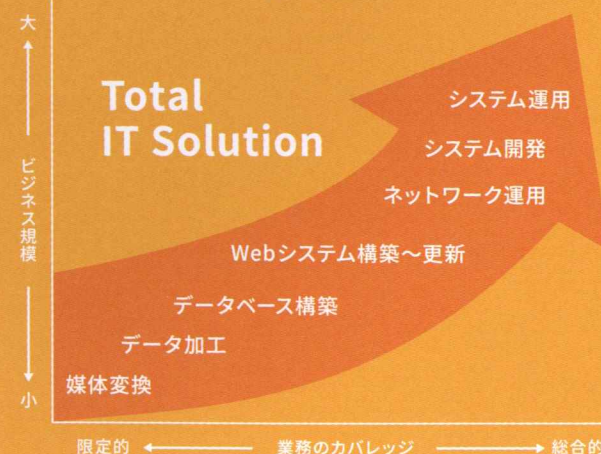 大
ビジネス規模
小
Total
IT Solution
システム運用
システム開発
ネットワーク運用
Webシステム構築～更新
データベース構築
データ加工
媒体変換
限定的
業務のカバレッジ
総合的